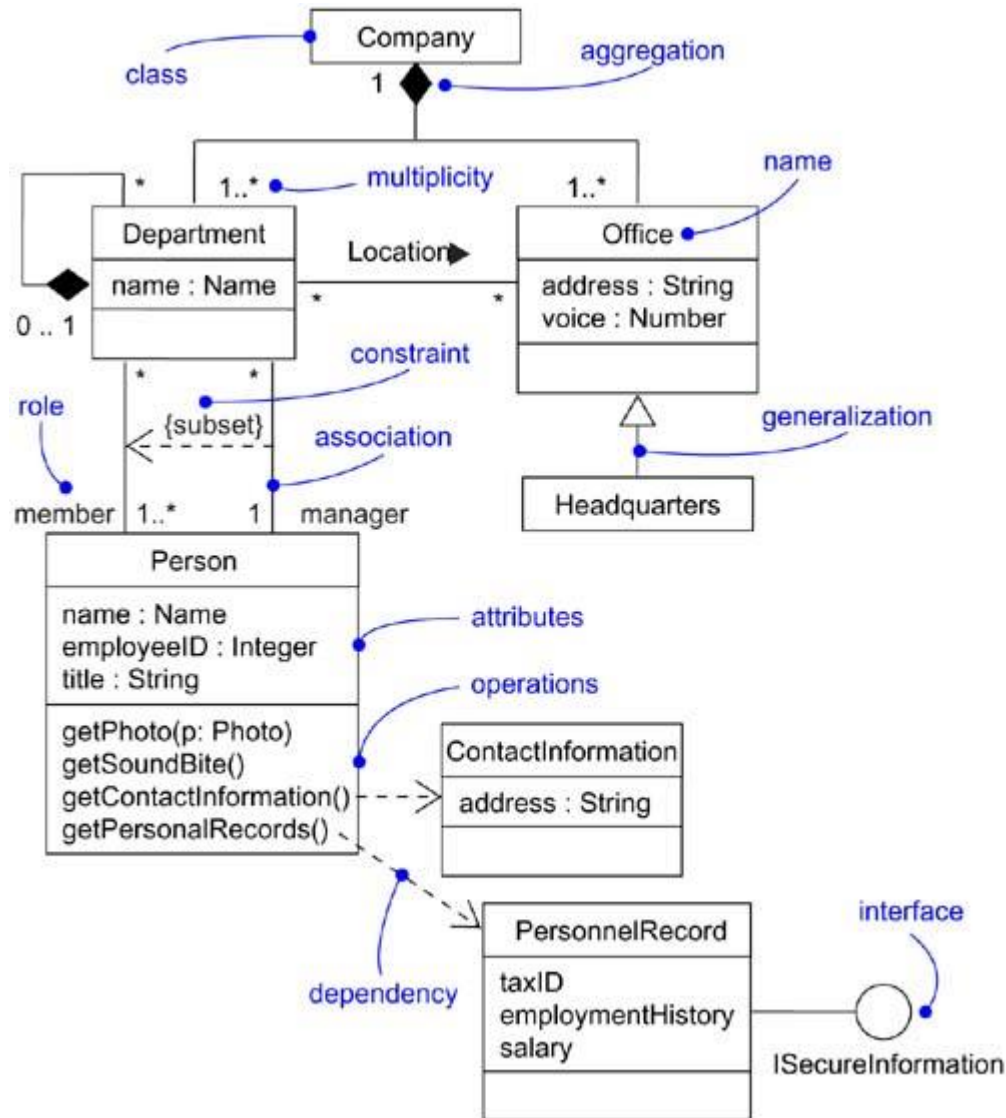 Company
class
1
aggregation
name
*
1..*
multiplicity
1..*
Department
Location
Office
name : Name
address : String
voice : Number
*
*
0 .. 1
constraint
*
*
role
{subset}
association
generalization
member
1..*
1
manager
Headquarters
Person
name : Name
employeeID : Integer
title : String
attributes
operations
getPhoto(p: Photo)
getSoundBite()
getContactInformation()
getPersonalRecords()
ContactInformation
address : String
dependency
PersonnelRecord
taxID
employmentHistory
salary
interface
ISecureInformation